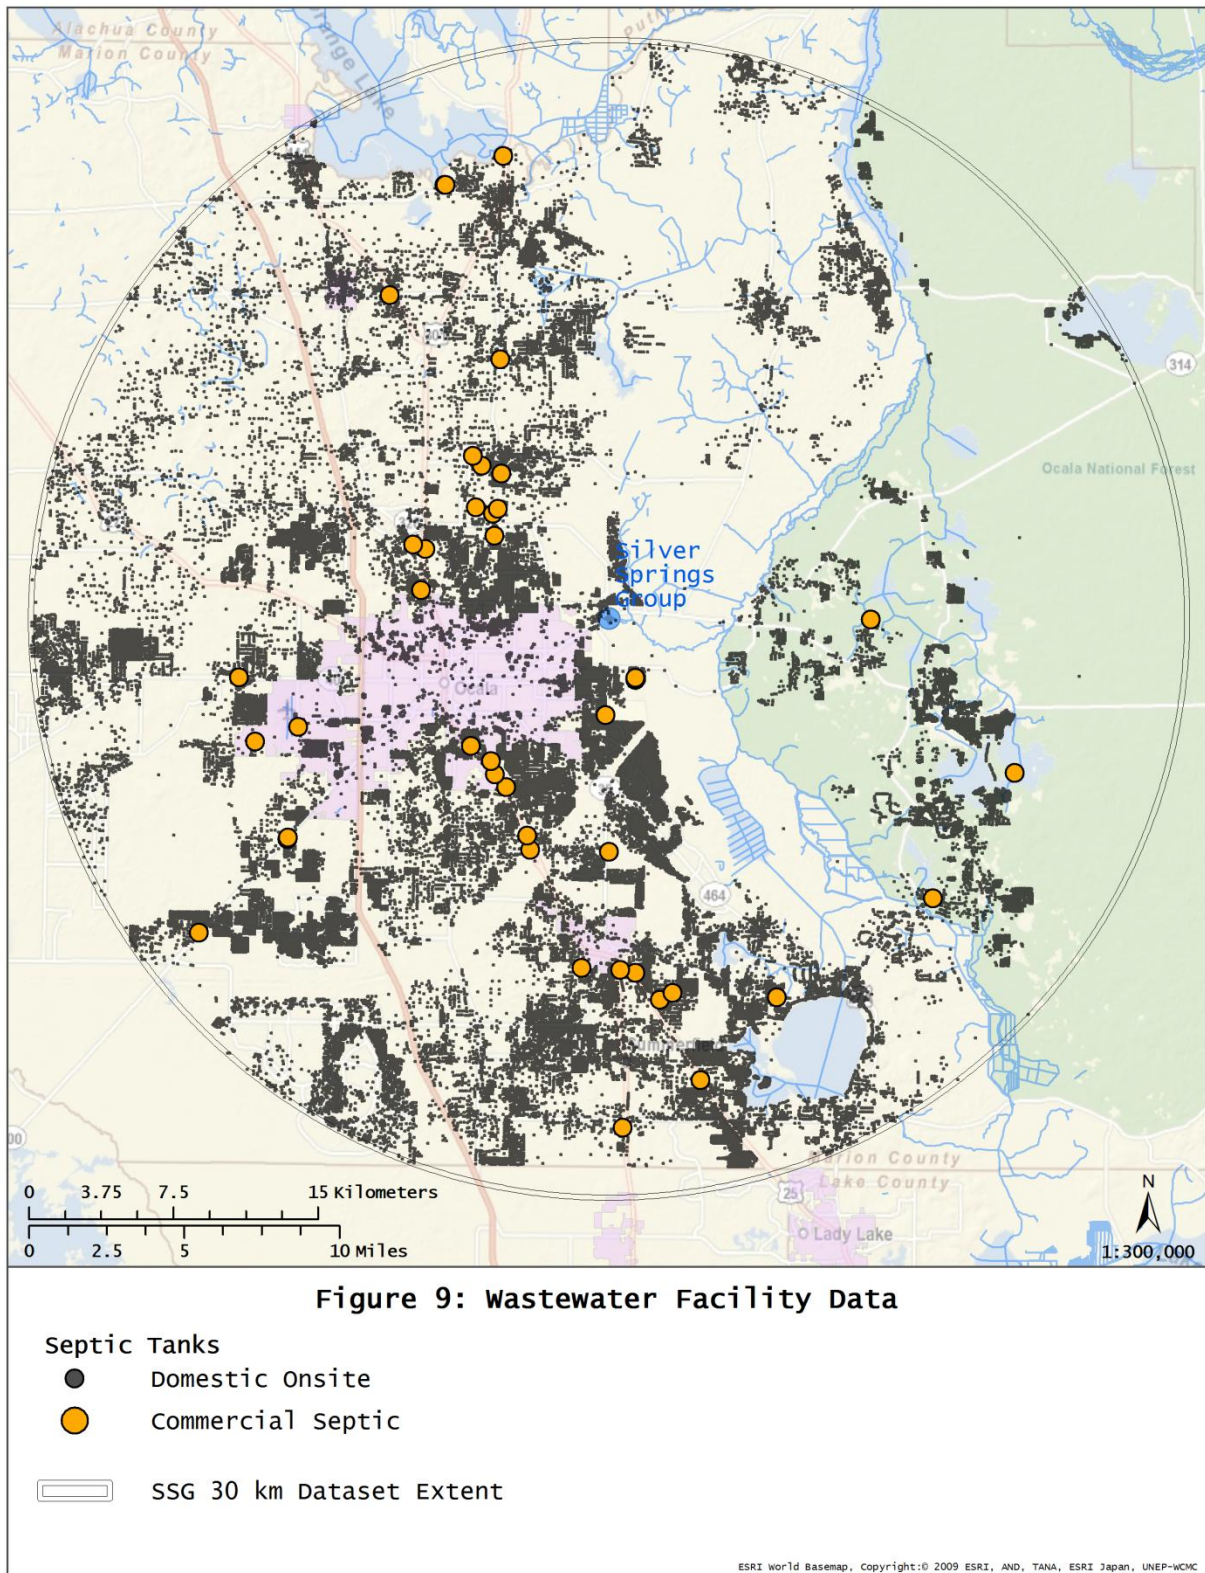 Alachua County
Marion County
Orange Lake
301
314
Ocala National Forest
Silver
Springs
Group
Ocala
464
Summerfield
Marion County
Lake County
25
Lady Lake
0 3.75 7.5 15 Kilometers
0 2.5 5 10 Miles
N
1:300,000
Figure 9: Wastewater Facility Data
Septic Tanks
Domestic Onsite
Commercial Septic
SSG 30 km Dataset Extent
ESRI World Basemap, Copyright:© 2009 ESRI, AND, TANA, ESRI Japan, UNEP-WCMC